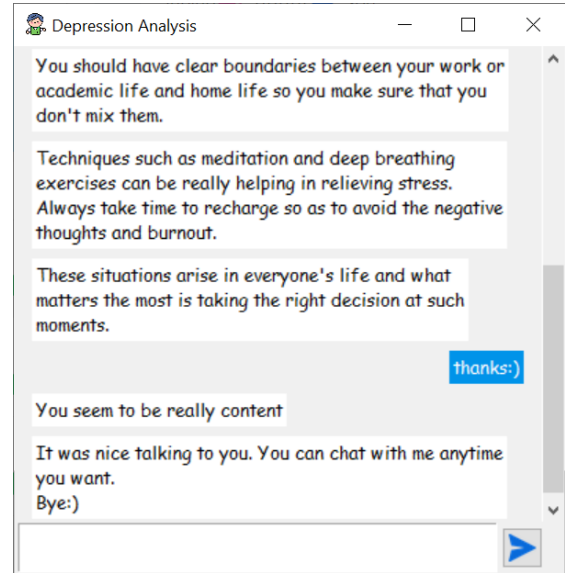 Depression Analysis
You should have clear boundaries between your work or
academic life and home life so you make sure that you
don't mix them.
Techniques such as meditation and deep breathing
exercises can be really helping in relieving stress.
Always take time to recharge so as to avoid the negative
thoughts and burnout.
These situations arise in everyone's life and what
matters the most is taking the right decision at such
moments.
thanks:)
You seem to be really content
It was nice talking to you. You can chat with me anytime
you want.
Bye:)